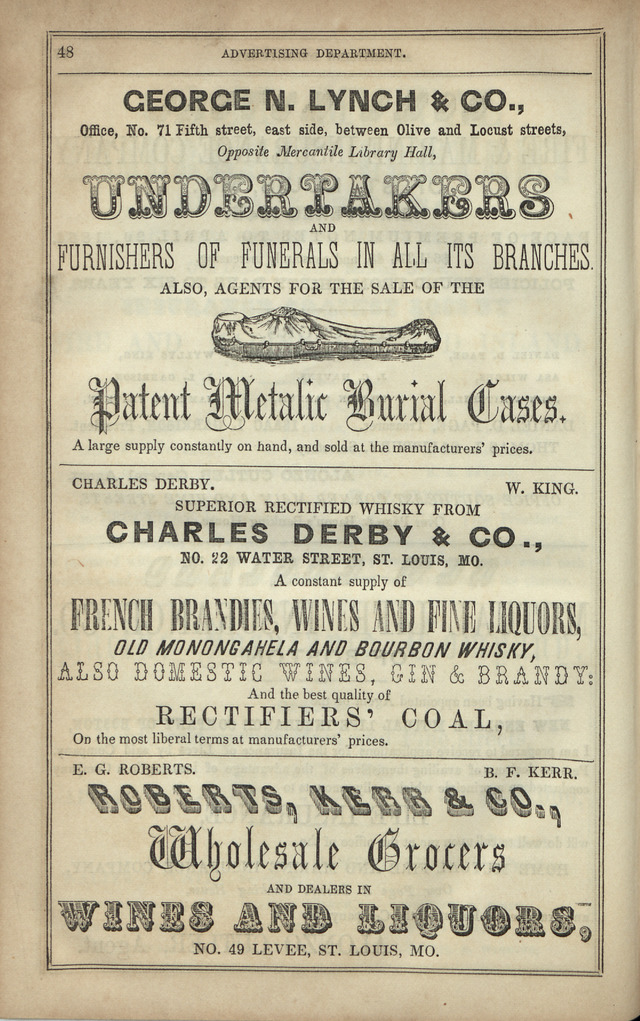 48
ADVERTISING DEPARTMENT.
GEORGE N. LYNCH & CO.,
Office, No. 71 Fifth street, east side, between Olive and Locust streets,
Opposite Mercantile Library Hall,
UNDERTAKERS
AND
FURNISHERS OF FUNERALS IN ALL ITS BRANCHES.
ALSO, AGENTS FOR THE SALE OF THE
Patent Metalic Burial Cases.
A large supply constantly on hand, and sold at the manufacturers' prices.
CHARLES DERBY. W. KING.
SUPERIOR RECTIFIED WHISKY FROM
CHARLES DERBY & CO.,
NO. 22 WATER STREET, ST. LOUIS, MO.
A constant supply of
FRENCH BRANDIES, WINES AND FINE LIQUORS,
OLD MONONGAHELA AND BOURBON WHISKY,
ALSO DOMESTIC WINES, GIN & BRANDY:
And the best quality of
RECTIFIERS' COAL,
On the most liberal terms at manufacturers' prices.
E. G. ROBERTS. B. F. KERR.
ROBERTS, KERR & CO.,
Wholesale Grocers
AND DEALERS IN
WINES AND LIQUORS,
NO. 49 LEVEE, ST. LOUIS, MO.